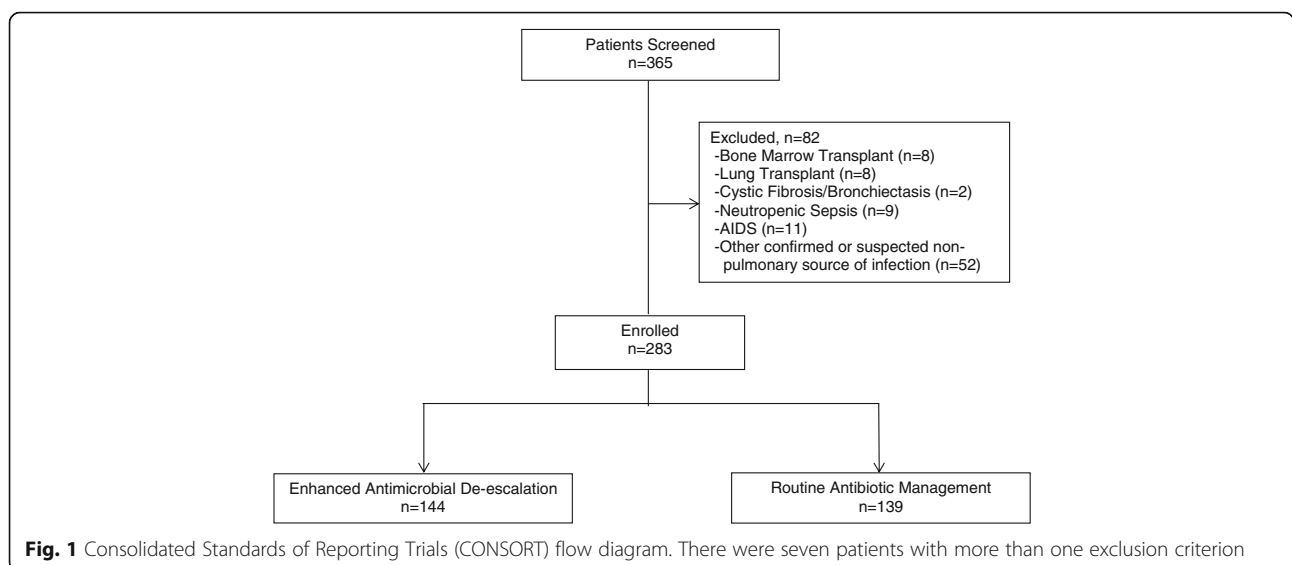 Patients Screened
n=365
Excluded, n=82
-Bone Marrow Transplant (n=8)
-Lung Transplant (n=8)
-Cystic Fibrosis/Bronchiectasis (n=2)
-Neutropenic Sepsis (n=9)
-AIDS (n=11)
-Other confirmed or suspected non-
pulmonary source of infection (n=52)
Enrolled
n=283
Enhanced Antimicrobial De-escalation
n=144
Routine Antibiotic Management
n=139
Fig. 1 Consolidated Standards of Reporting Trials (CONSORT) flow diagram. There were seven patients with more than one exclusion criterion